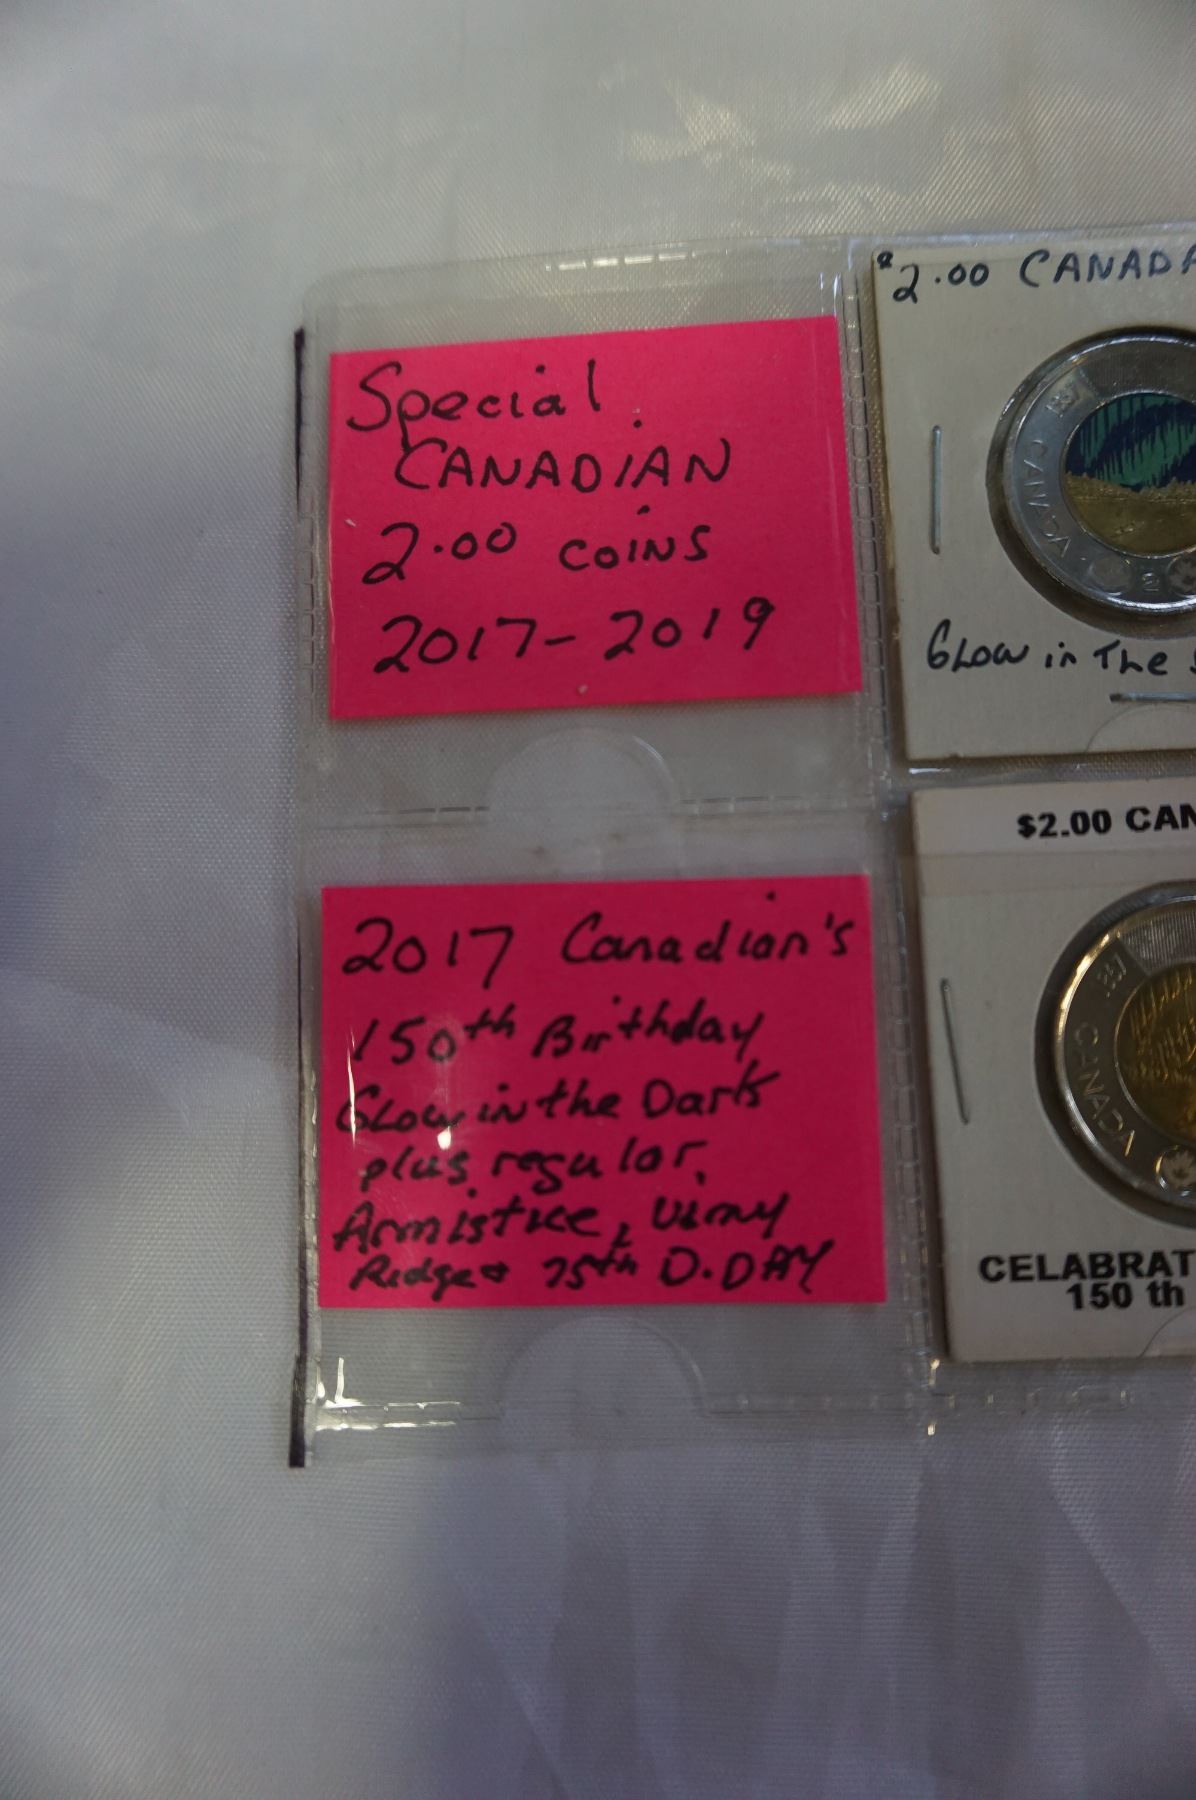 Special
CANADIAN
2.00 COINS
2017-2019
2017 Canadian's
150th Birthday
Glow in the Dark
plus regular,
Armistice, Vimy
Ridge + 75th D.DAY
$2.00 CANADA
CANADA
2
Glow in The
$2.00 CAN
CANADA
CELABRAT
150 th